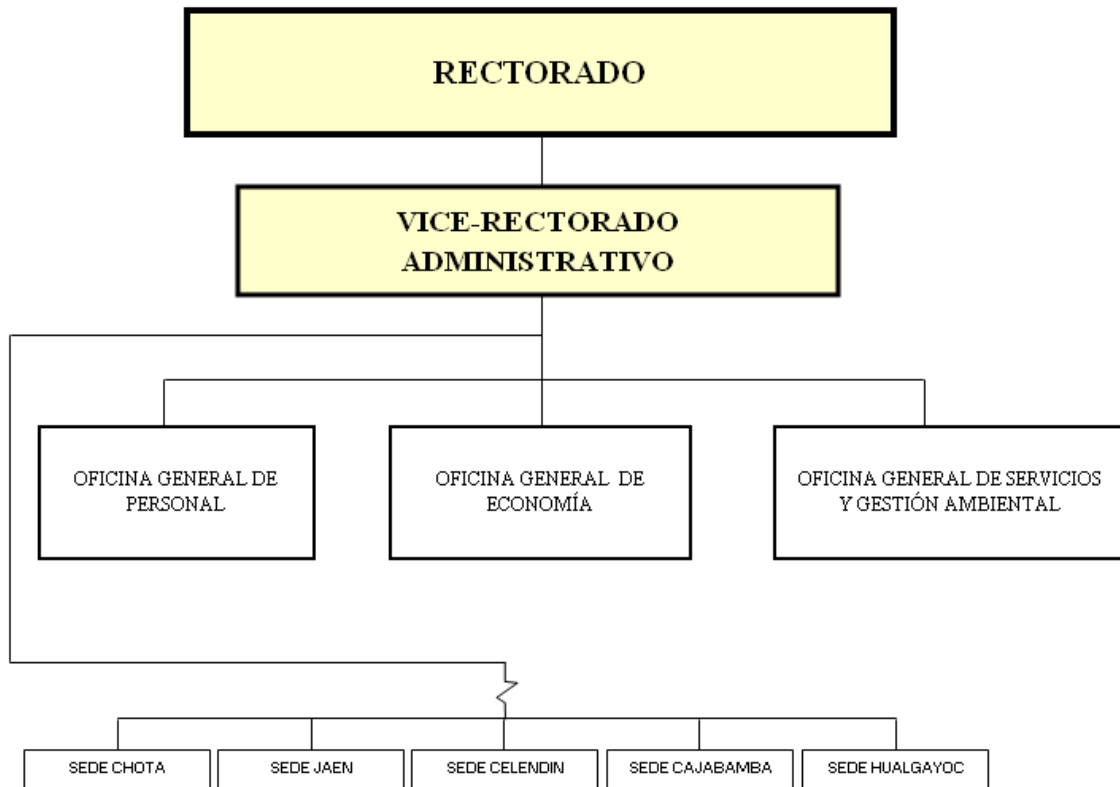 RECTORADO
VICE-RECTORADO
ADMINISTRATIVO
OFICINA GENERAL DE
PERSONAL
OFICINA GENERAL DE
ECONOMÍA
OFICINA GENERAL DE SERVICIOS
Y GESTIÓN AMBIENTAL
SEDE CHOTA
SEDE JAEN
SEDE CELENDIN
SEDE CAJABAMBA
SEDE HUALGAYOC